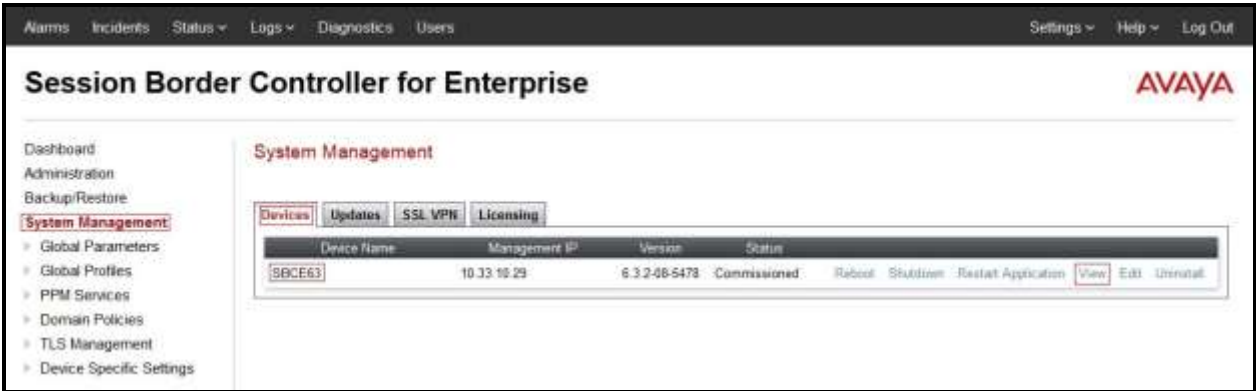 Alarms Incidents Status Logs Diagnostics Users Settings Help Log Out
Session Border Controller for Enterprise
AVAYA
Dashboard
Administration
Backup/Restore
System Management
Global Parameters
Global Profiles
PPM Services
Domain Policies
TLS Management
Device Specific Settings
System Management
Devices Updates SSL VPN Licensing
Device Name Management IP Version Status
SBCE63 10.33.10.29 6.3.2-08-5478 Commissioned Reboot Shutdown Restart Application View Edit Uninstall